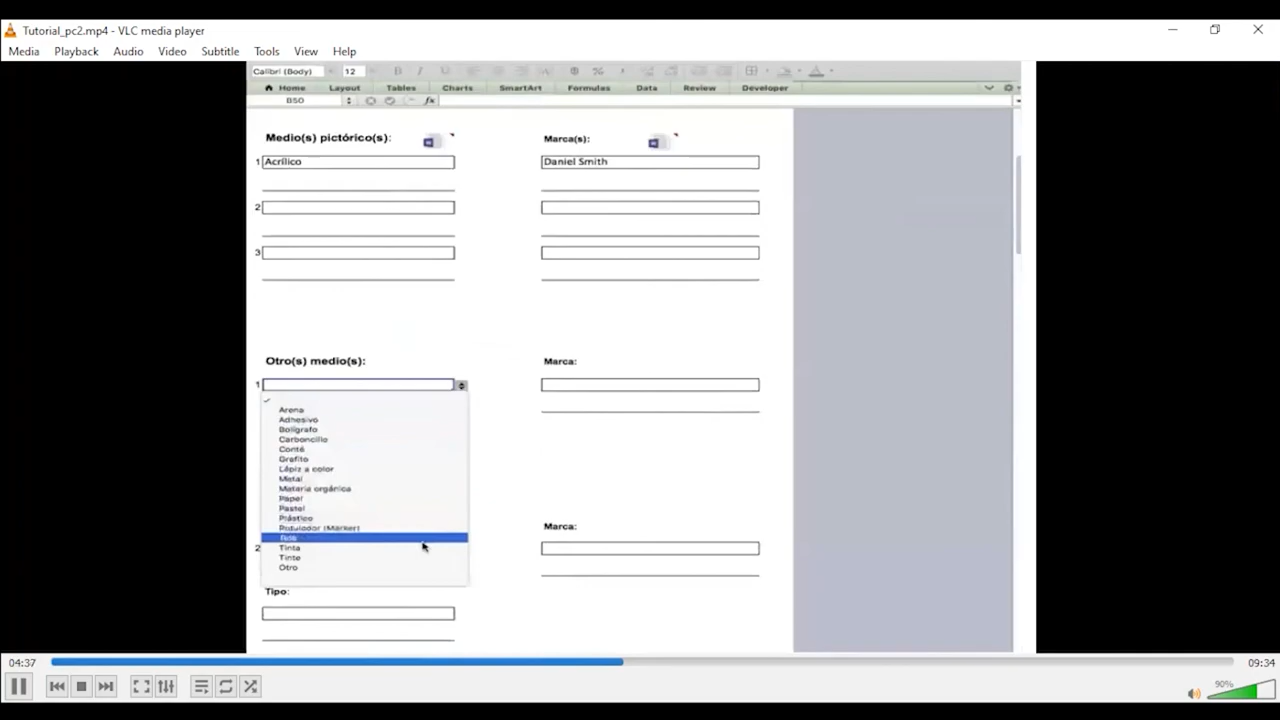 Tutorial_pc2.mp4 - VLC media player
Media Playback Audio Video Subtitle Tools View Help
Calibri (Body) 12
Home Layout Tables Charts SmartArt Formulas Data Review Developer
B50 fx
Medio(s) pictórico(s): Marca(s):
1 Acrílico Daniel Smith
2
3
Otro(s) medio(s): Marca:
1
Arena
Adhesivo
Bolígrafo
Carboncillo
Conté
Grafito
Lápiz a color
Metal
Materia orgánica
Papel
Pastel
Plástico
Marca:
Rotulador (Marker)
Tinta
2
Tinte
Otro
Tipo:
04:37 09:34
90%